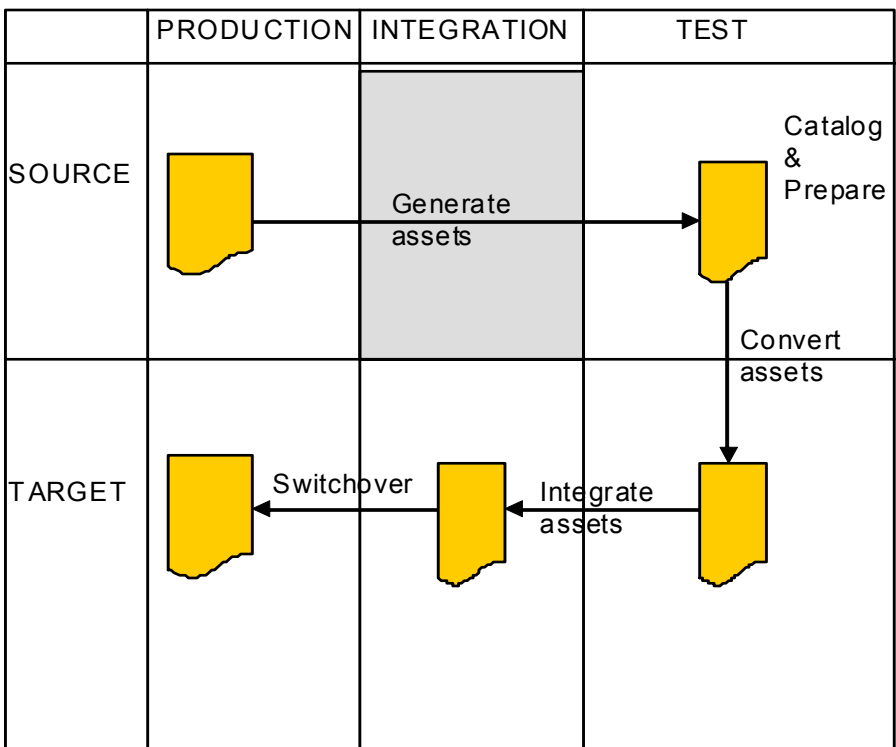 PRODUCTION INTEGRATION TEST
SOURCE
Generate
assets
Catalog
&
Prepare
Convert
assets
TARGET
Switchover
Integrate
assets